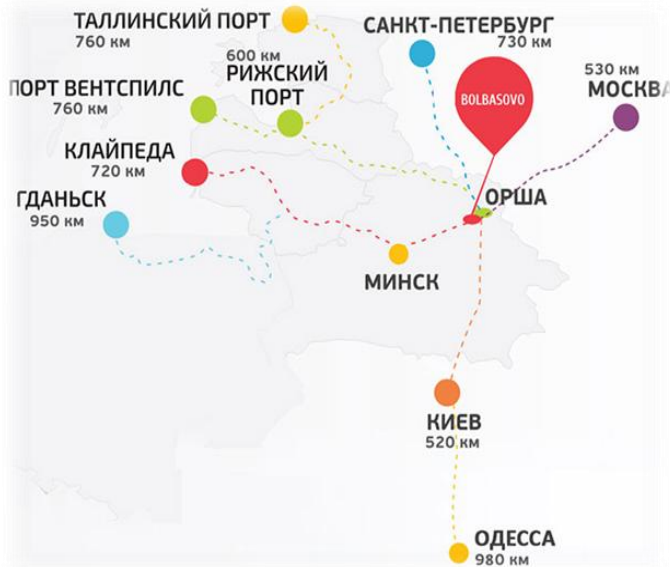 ТАЛЛИНСКИЙ ПОРТ
760 КМ
САНКТ-ПЕТЕРБУРГ
730 КМ
600 КМ
РИЖСКИЙ
ПОРТ
530 КМ
МОСКВА
ПОРТ ВЕНТСПИЛС
760 КМ
BOLBASOVO
КЛАЙПЕДА
720 КМ
ГДАНЬСК
950 КМ
ОРША
МИНСК
КИЕВ
520 КМ
ОДЕССА
980 КМ